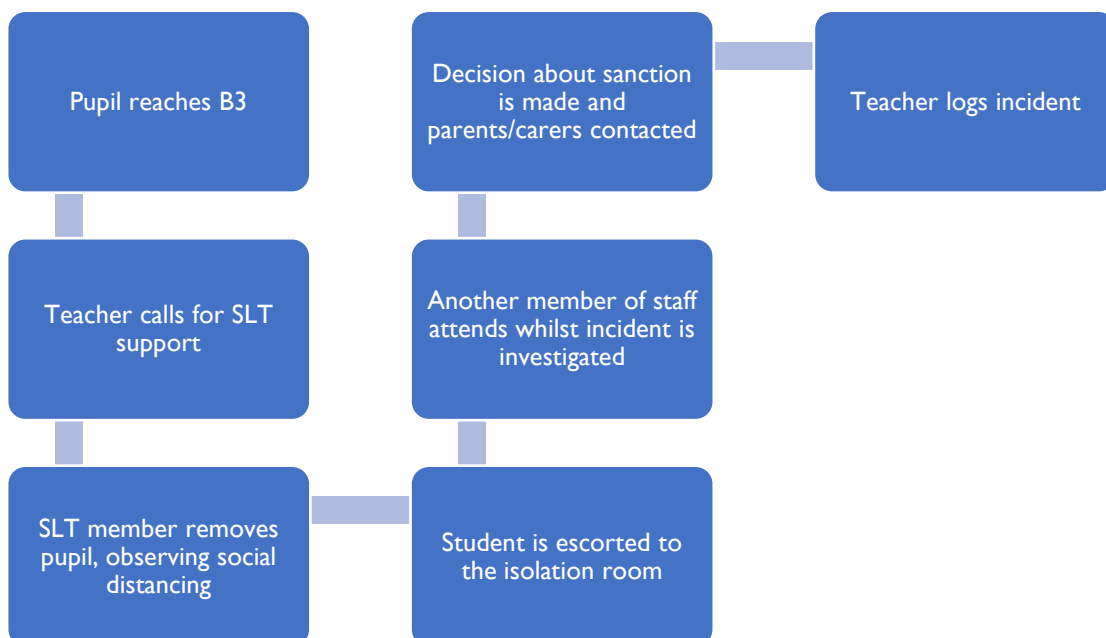 Pupil reaches B3
Teacher calls for SLT
support
SLT member removes
pupil, observing social
distancing
Student is escorted to
the isolation room
Another member of staff
attends whilst incident is
investigated
Decision about sanction
is made and
parents/carers contacted
Teacher logs incident